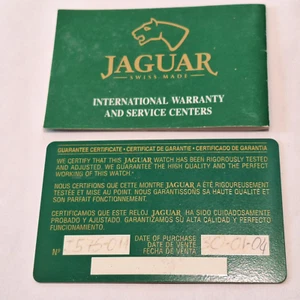 JAGUAR
SWISS MADE
INTERNATIONAL WARRANTY
AND SERVICE CENTERS
GUARANTEE CERTIFICATE - CERTIFICAT DE GARANTIE - CERTIFICADO DE GARANTIA
WE CERTIFY THAT THIS JAGUAR WATCH HAS BEEN RIGOROUSLY TESTED
AND ADJUSTED. WE GUARANTEE THE HIGH QUALITY AND THE PERFECT
WORKING OF THIS WATCH.
NOUS CERTIFIONS QUE CETTE MONTRE JAGUAR A ÉTÉ RIGOUREUSEMENT
TESTÉE ET MISE AU POINT. NOUS GARANTISSONS SA HAUTE QUALITÉ ET
SON PARFAIT FONCTIONNEMENT.
CERTIFICAMOS QUE ESTE RELOJ JAGUAR, HA SIDO CUIDADOSAMENTE
PROBADO Y AJUSTADO. GARANTIZAMOS SU ALTA CALIDAD Y PERFECTO
FUNCIONAMIENTO.
Nº
DATE OF PURCHASE
DATE DE VENTE
FECHA DE VENTA
30-01-04